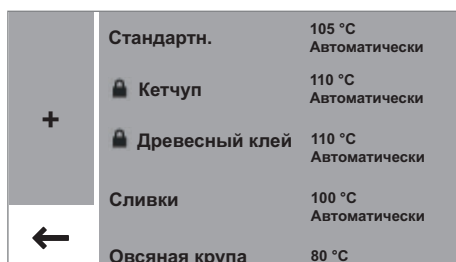 Стандартн.
105 °C
Автоматически
Кетчуп
110 °C
Автоматически
+
Древесный клей
110 °C
Автоматически
Сливки
100 °C
Автоматически
Овсяная крупа
80 °C